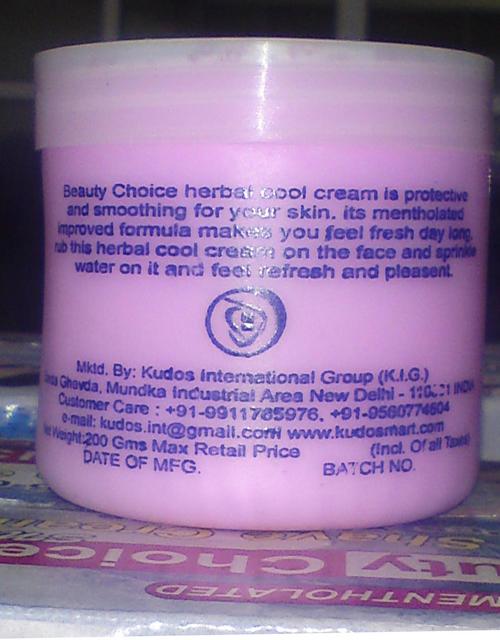 Beauty Choice herbal cool cream is protective
and smoothing for your skin. its mentholated
improved formula makes you feel fresh day long.
rub this herbal cool cream on the face and sprinkle
water on it and feel refresh and pleasent.
Mktd. By: Kudos International Group (K.I.G.)
Ghevda, Mundka Industrial Area New Delhi - INDIA
Customer Care : +91-9911785976, +91-9560774604
e-mail: kudos.int@gmail.com www.kudosmart.com
Net Weight:200 Gms Max Retail Price (Incl. Of all Taxes)
DATE OF MFG. BATCH NO.
Choice
MENTHOLATED